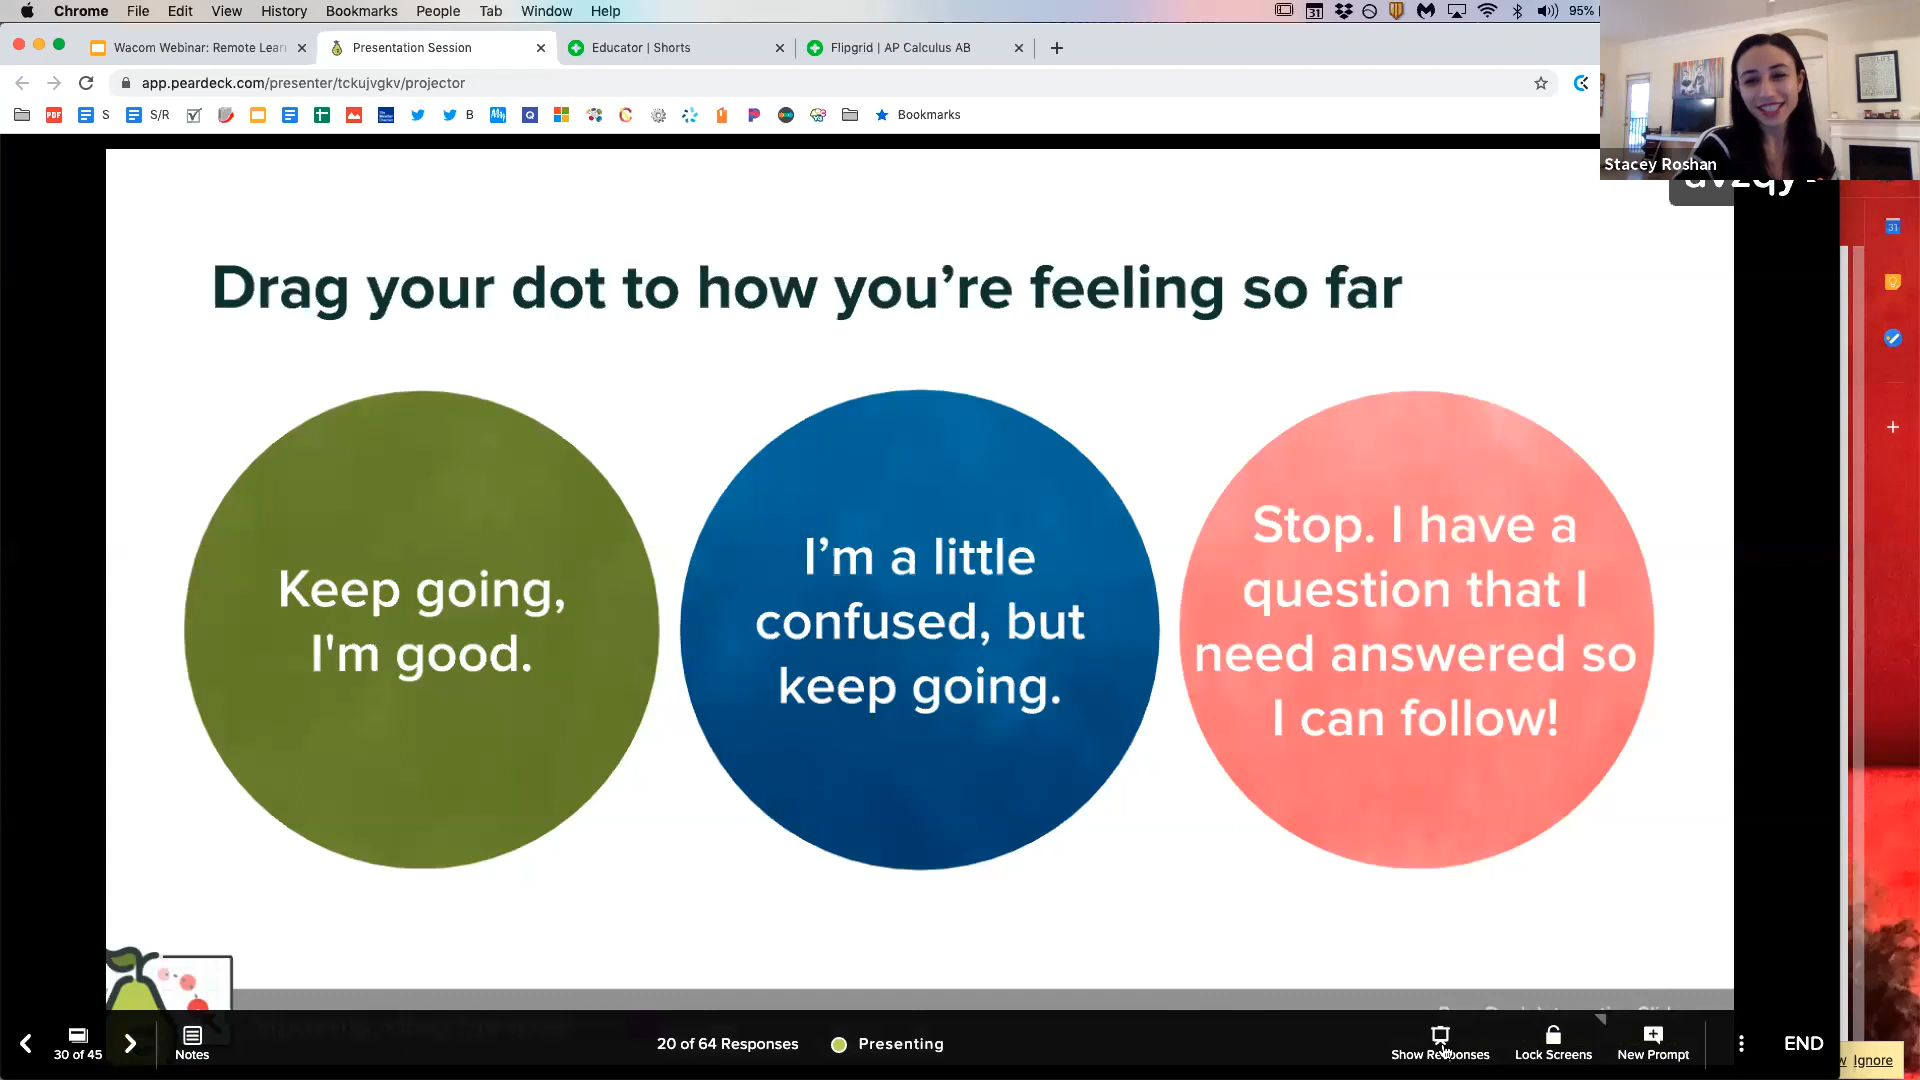 Chrome File Edit View History Bookmarks People Tab Window Help
31 95%
Wacom Webinar: Remote Lear
Presentation Session
Educator | Shorts
Flipgrid | AP Calculus AB
app.peardeck.com/presenter/tckujvgkv/projector
PDF S S/R B Bookmarks
Stacey Roshan
Drag your dot to how you're feeling so far
Keep going,
I'm good.
I'm a little
confused, but
keep going.
Stop. I have a
question that I
need answered so
I can follow!
31
30 of 45
Notes
20 of 64 Responses
Presenting
Show Responses
Lock Screens
New Prompt
END
Ignore